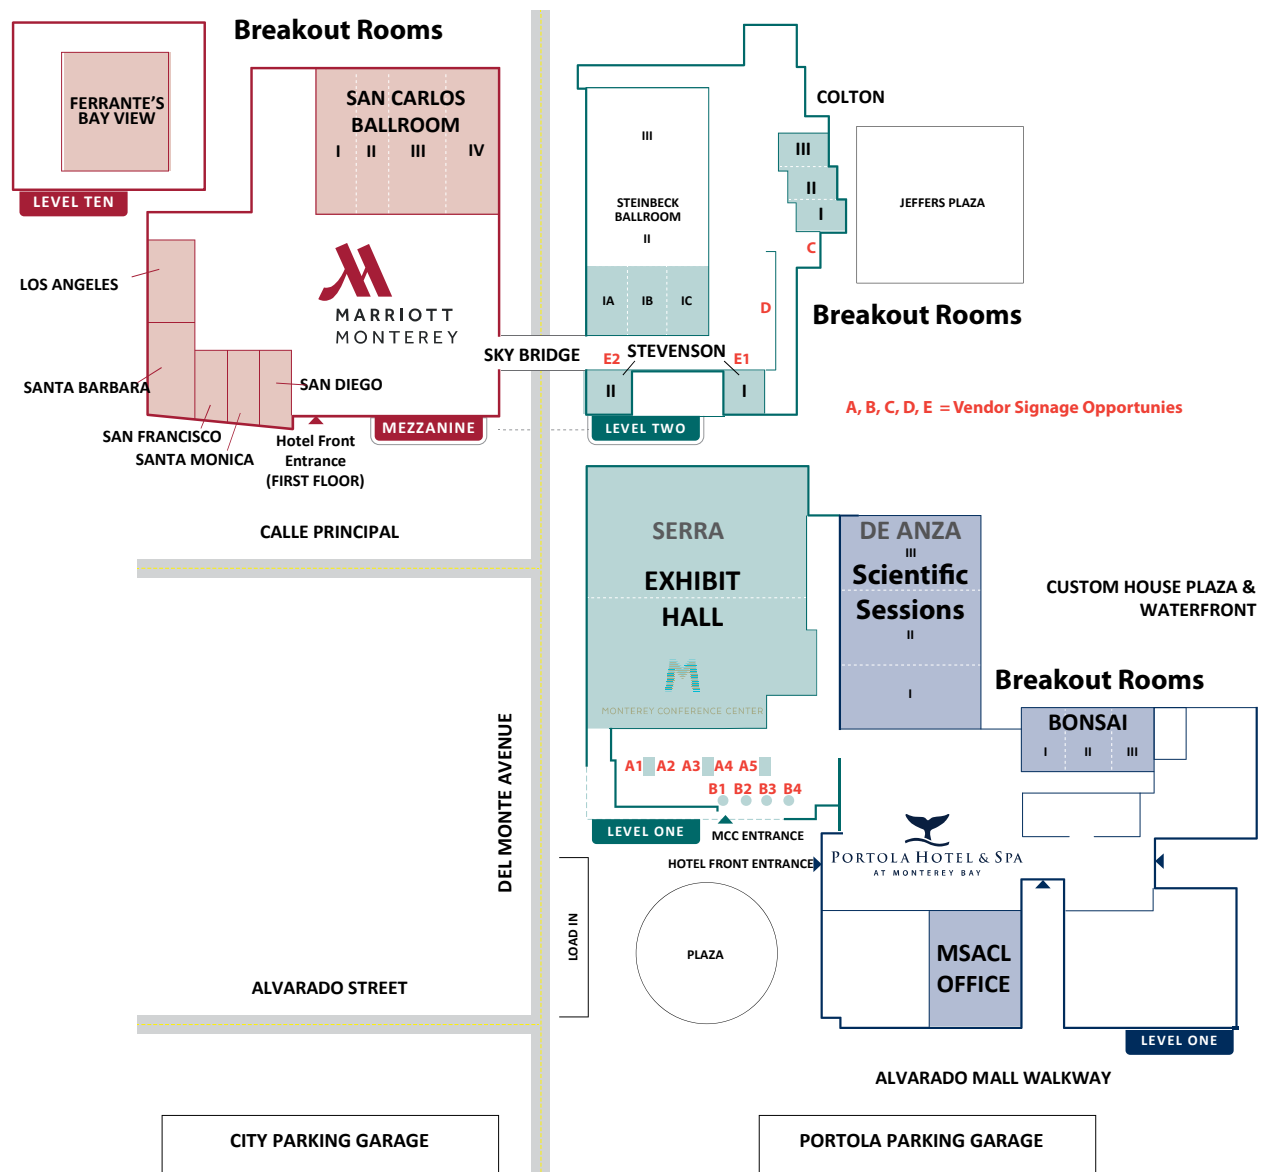 Breakout Rooms
FERRANTE'S
BAY VIEW
LEVEL TEN
SAN CARLOS
BALLROOM
I II III IV
LOS ANGELES
SANTA BARBARA
SAN DIEGO
SAN FRANCISCO
SANTA MONICA
MARRIOTT
MONTEREY
MEZZANINE
Hotel Front
Entrance
(FIRST FLOOR)
SKY BRIDGE
III
STEINBECK
BALLROOM
II
IA IB IC
COLTON
III
II
I
C
D
JEFFERS PLAZA
Breakout Rooms
E2 STEVENSON E1
II I
LEVEL TWO
A, B, C, D, E = Vendor Signage Opportunies
CALLE PRINCIPAL
SERRA
EXHIBIT
HALL
M
MONTEREY CONFERENCE CENTER
DE ANZA
III
Scientific
Sessions
II
I
CUSTOM HOUSE PLAZA &
WATERFRONT
Breakout Rooms
BONSAI
I II III
A1 A2 A3 A4 A5
B1 B2 B3 B4
LEVEL ONE
MCC ENTRANCE
HOTEL FRONT ENTRANCE
PORTOLA HOTEL & SPA
AT MONTEREY BAY
DEL MONTE AVENUE
LOAD IN
PLAZA
MSACL
OFFICE
LEVEL ONE
ALVARADO STREET
ALVARADO MALL WALKWAY
CITY PARKING GARAGE
PORTOLA PARKING GARAGE